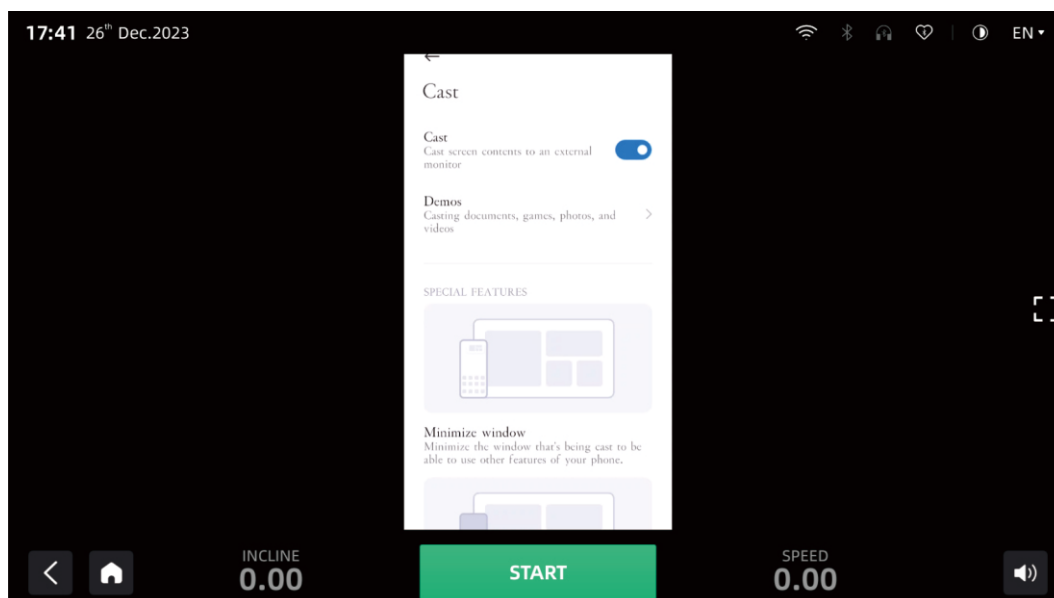 17:41 26th Dec.2023
EN
Cast
Cast
Cast screen contents to an external
monitor
Demos
Casting documents, games, photos, and
videos
SPECIAL FEATURES
Minimize window
Minimize the window that's being cast to be
able to use other features of your phone.
INCLINE
0.00
START
SPEED
0.00